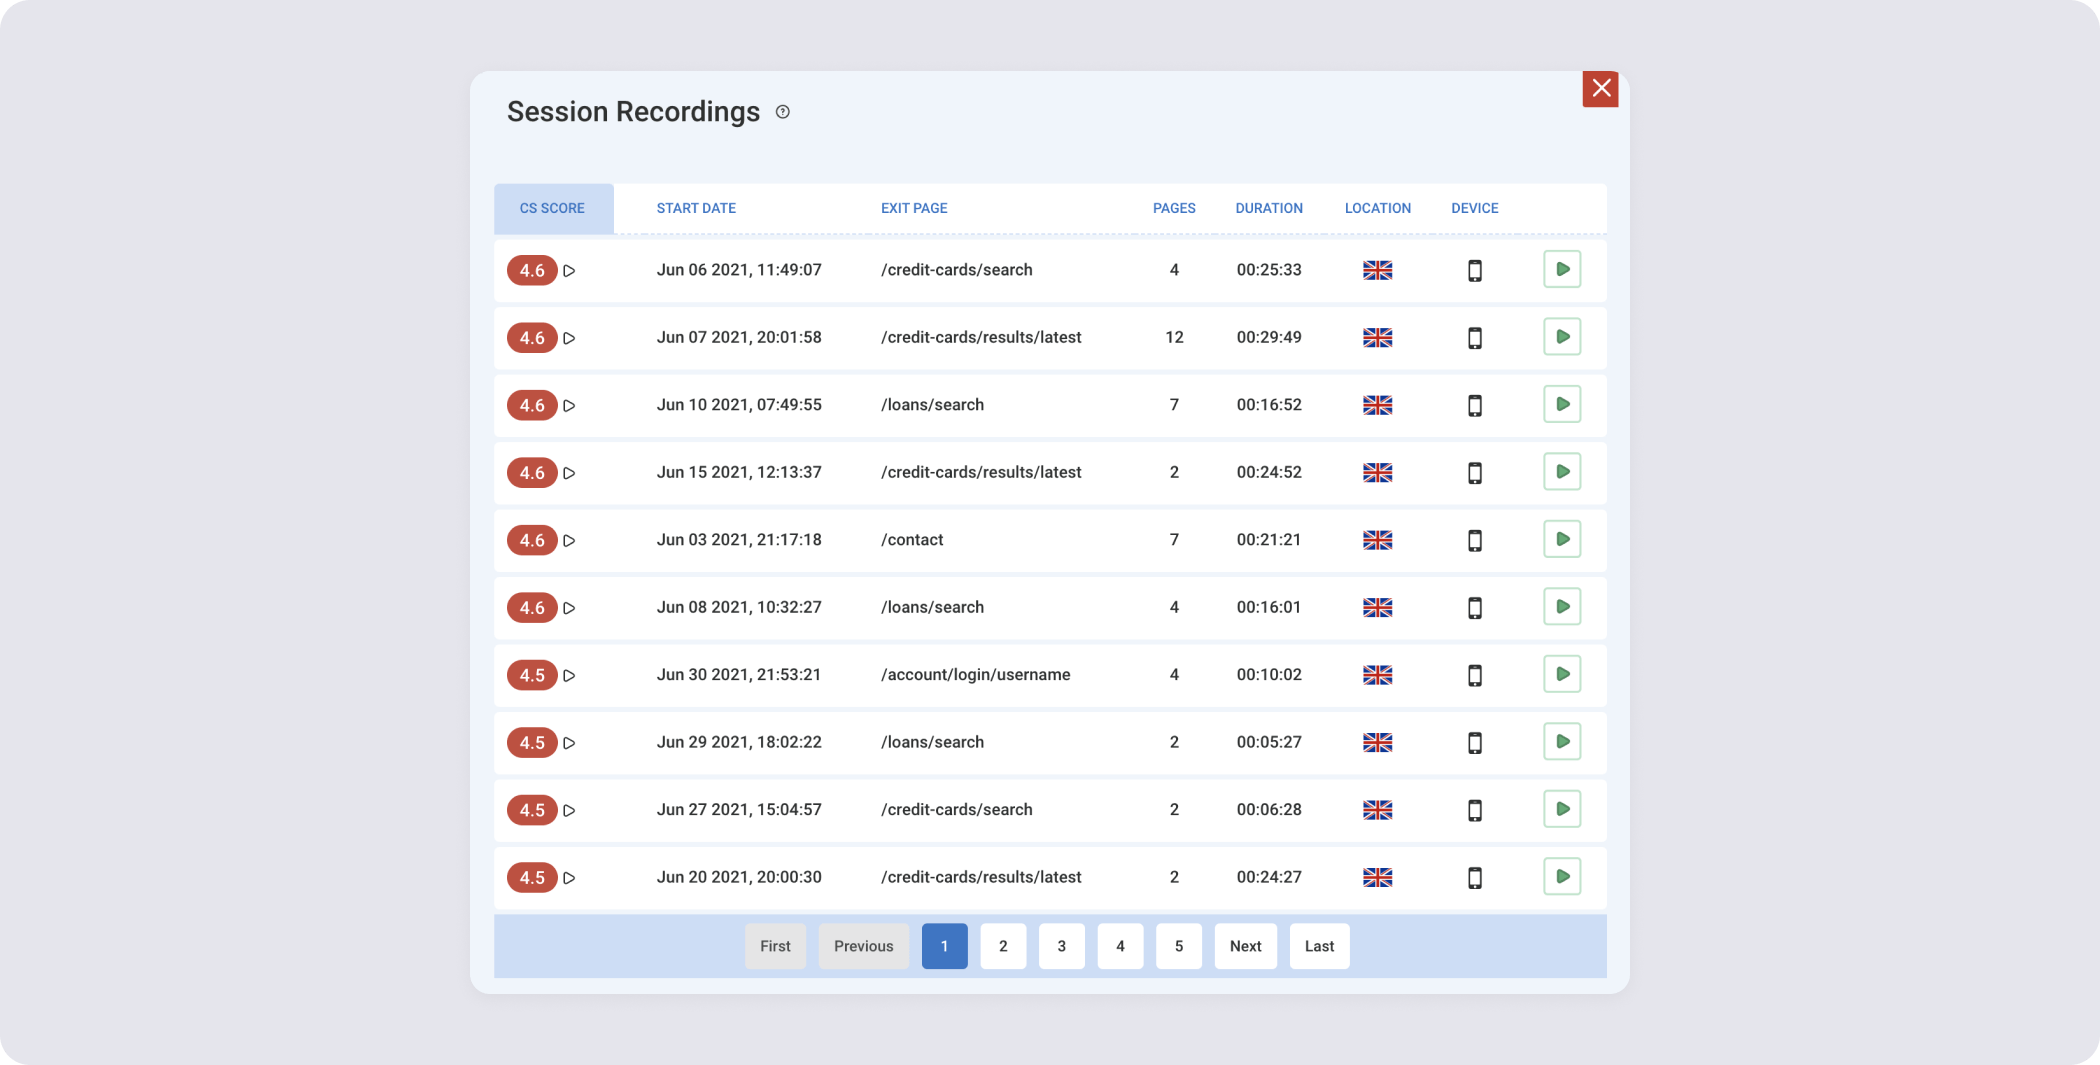 Session Recordings
CS SCORE START DATE EXIT PAGE PAGES DURATION LOCATION DEVICE
4.6 Jun 06 2021, 11:49:07 /credit-cards/search 4 00:25:33
4.6 Jun 07 2021, 20:01:58 /credit-cards/results/latest 12 00:29:49
4.6 Jun 10 2021, 07:49:55 /loans/search 7 00:16:52
4.6 Jun 15 2021, 12:13:37 /credit-cards/results/latest 2 00:24:52
4.6 Jun 03 2021, 21:17:18 /contact 7 00:21:21
4.6 Jun 08 2021, 10:32:27 /loans/search 4 00:16:01
4.5 Jun 30 2021, 21:53:21 /account/login/username 4 00:10:02
4.5 Jun 29 2021, 18:02:22 /loans/search 2 00:05:27
4.5 Jun 27 2021, 15:04:57 /credit-cards/search 2 00:06:28
4.5 Jun 20 2021, 20:00:30 /credit-cards/results/latest 2 00:24:27
First Previous 1 2 3 4 5 Next Last